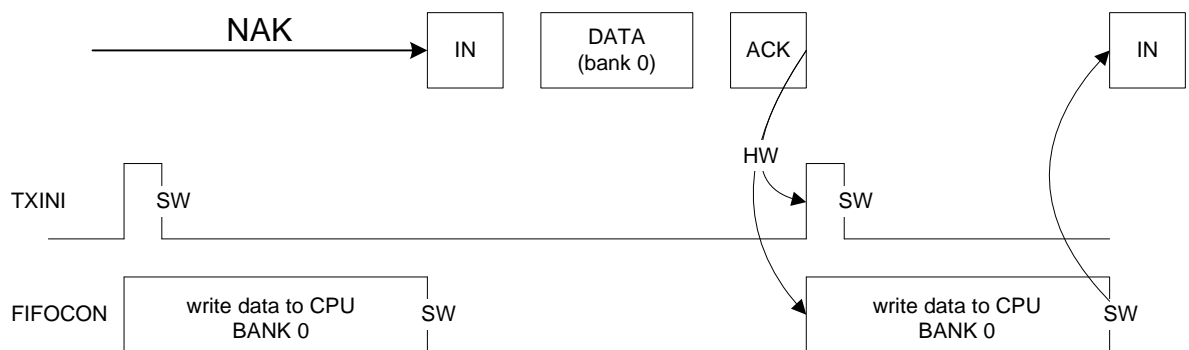 NAK
IN
DATA
(bank 0)
ACK
IN
HW
TXINI
SW
SW
FIFOCON
write data to CPU
BANK 0
SW
write data to CPU
BANK 0
SW